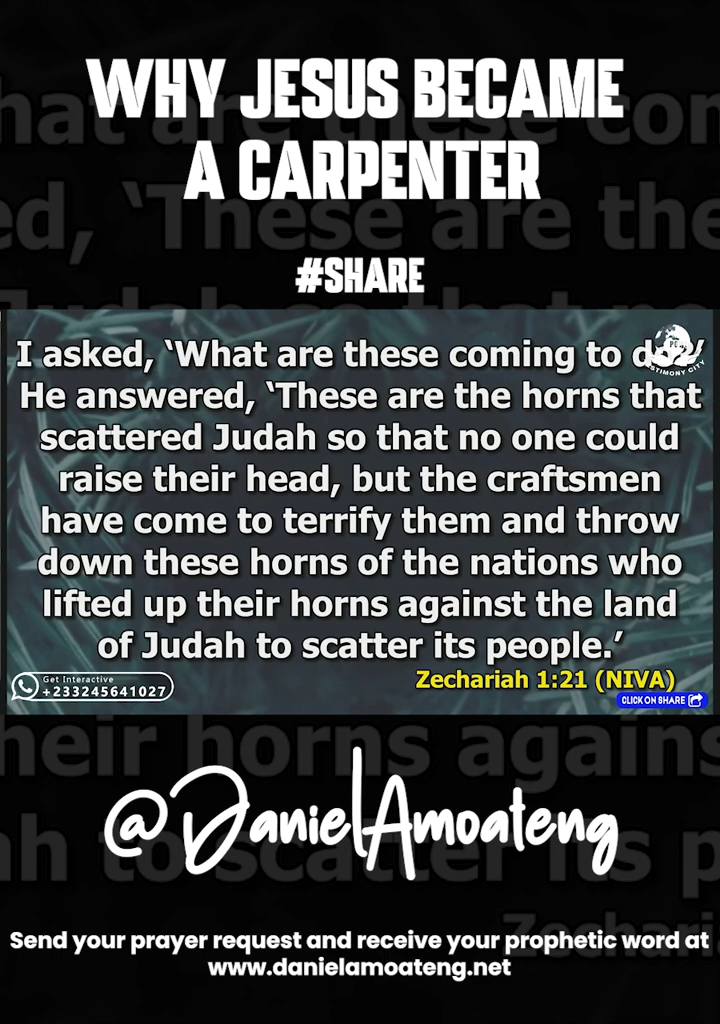 WHY JESUS BECAME
A CARPENTER
#SHARE
I asked, ‘What are these coming to do?’
He answered, ‘These are the horns that
scattered Judah so that no one could
raise their head, but the craftsmen
have come to terrify them and throw
down these horns of the nations who
lifted up their horns against the land
of Judah to scatter its people.’
Zechariah 1:21 (NIVA)
Get Interactive
+233245641027
CLICK ON SHARE
@DanielAmoateng
Send your prayer request and receive your prophetic word at
www.danielamoateng.net